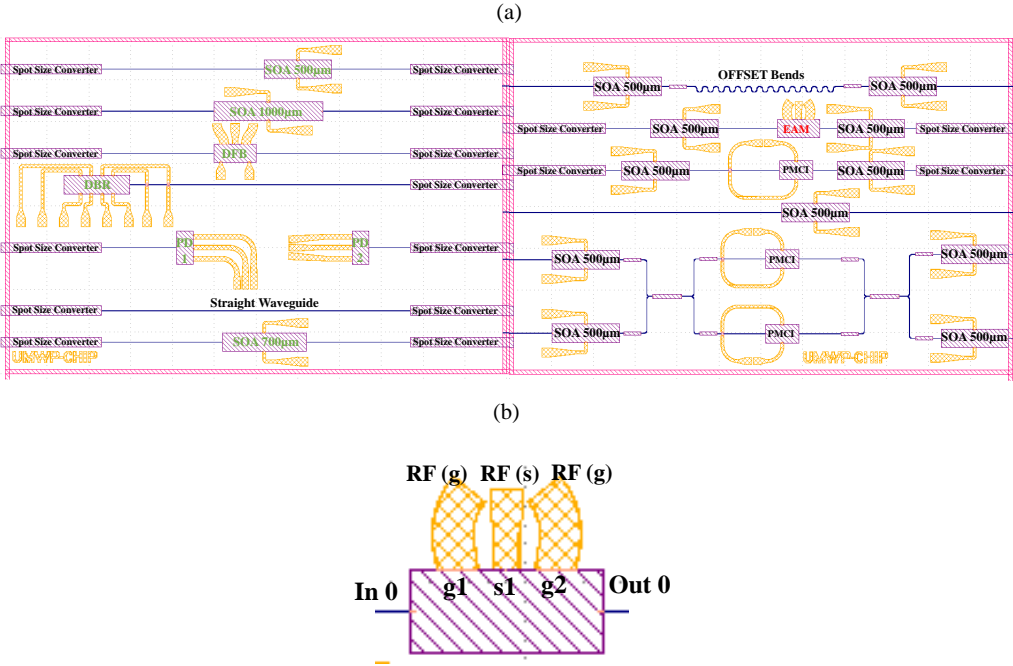 (a)
Spot Size Converter SOA 500µm Spot Size Converter
Spot Size Converter SOA 1000µm Spot Size Converter
Spot Size Converter DFB Spot Size Converter
DBR Spot Size Converter
Spot Size Converter PD
1 PD
2 Spot Size Converter
Straight Waveguide
Spot Size Converter Spot Size Converter
Spot Size Converter SOA 700µm Spot Size Converter
UMWP-CHIP
OFFSET Bends
SOA 500µm SOA 500µm
Spot Size Converter SOA 500µm EAM SOA 500µm Spot Size Converter
Spot Size Converter SOA 500µm PMCI SOA 500µm Spot Size Converter
SOA 500µm
SOA 500µm PMCI SOA 500µm
SOA 500µm PMCI SOA 500µm
UMWP-CHIP
(b)
RF (g) RF (s) RF (g)
In 0 g1 s1 g2 Out 0